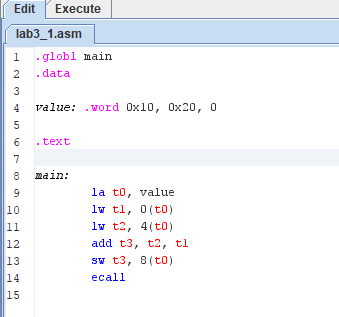 Edit Execute
lab3_1.asm
1 .globl main
2 .data
3
4 value: .word 0x10, 0x20, 0
5
6 .text
7
8 main:
9 la t0, value
10 lw t1, 0(t0)
11 lw t2, 4(t0)
12 add t3, t2, t1
13 sw t3, 8(t0)
14 ecall
15